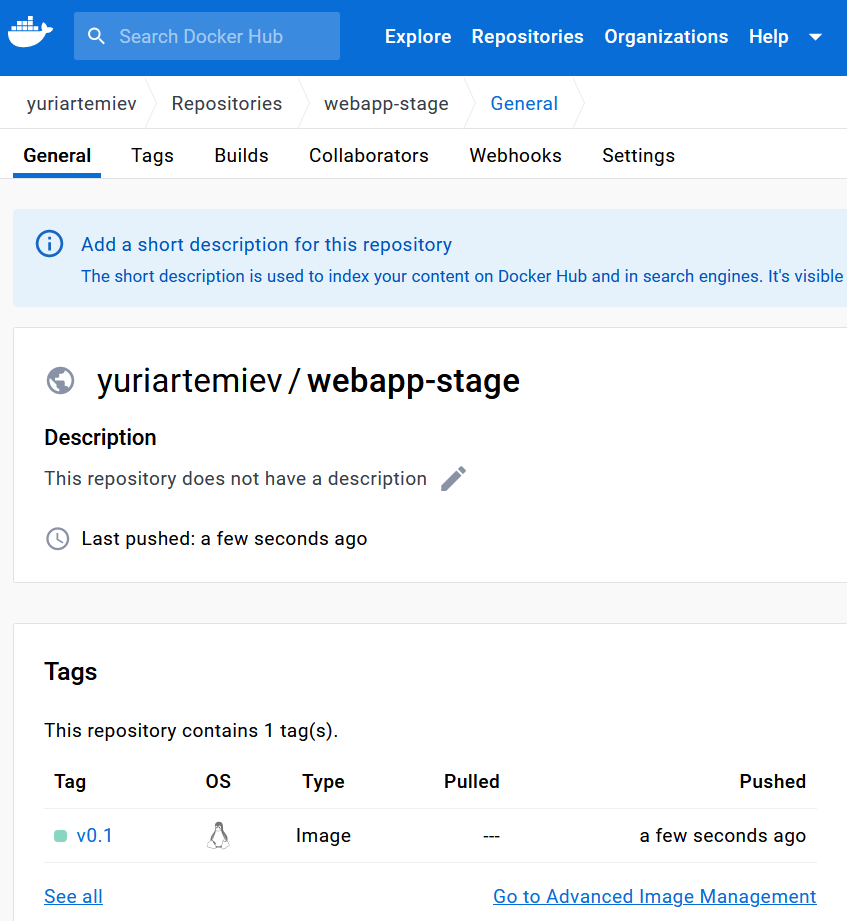 Search Docker Hub Explore Repositories Organizations Help
yuriartemiev Repositories webapp-stage General
General Tags Builds Collaborators Webhooks Settings
Add a short description for this repository
The short description is used to index your content on Docker Hub and in search engines. It's visible
yuriartemiev / webapp-stage
Description
This repository does not have a description
Last pushed: a few seconds ago
Tags
This repository contains 1 tag(s).
Tag OS Type Pulled Pushed
v0.1 Image --- a few seconds ago
See all Go to Advanced Image Management